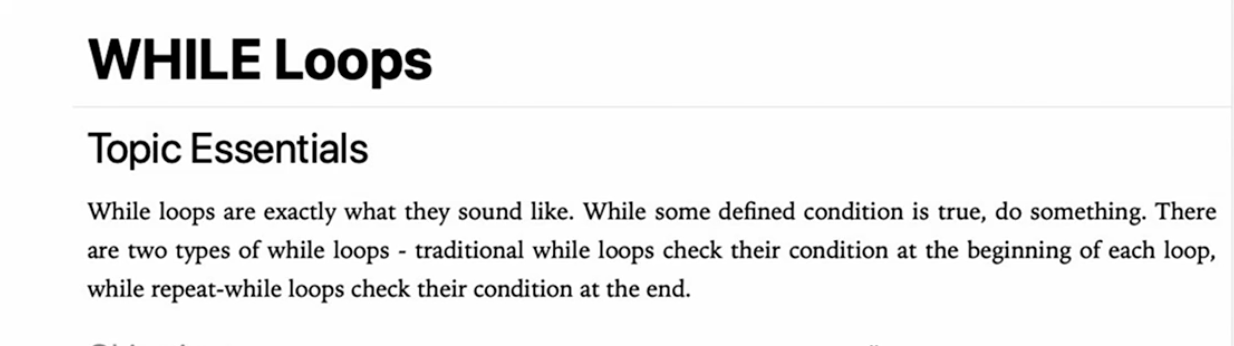 WHILE Loops
Topic Essentials
While loops are exactly what they sound like. While some defined condition is true, do something. There
are two types of while loops - traditional while loops check their condition at the beginning of each loop,
while repeat-while loops check their condition at the end.